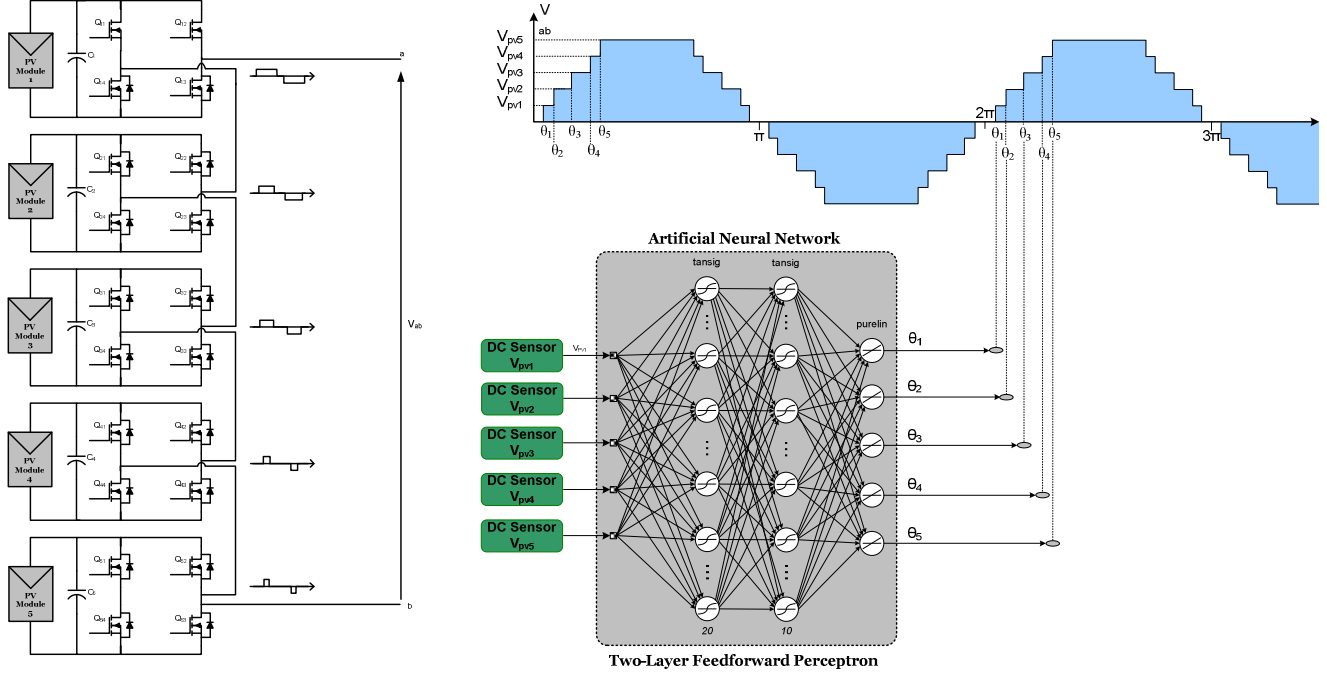 Q11
Q12
PV
Module
1
C1
Q14
Q13
a
Q21
Q22
PV
Module
2
C2
Q24
Q23
Q31
Q32
PV
Module
3
C3
Q34
Q33
Vab
Q41
Q42
PV
Module
4
C4
Q44
Q43
Q51
Q52
PV
Module
5
Q54
Q53
b
V
ab
Vpv5
Vpv4
Vpv3
Vpv2
Vpv1
θ1
θ2
θ3
θ4
θ5
π
2π
θ1
θ2
θ3
θ4
θ5
3π
Artificial Neural Network
tansig
tansig
purelin
DC Sensor
Vpv1
VPV1
DC Sensor
Vpv2
DC Sensor
Vpv3
DC Sensor
Vpv4
DC Sensor
Vpv5
θ1
θ2
θ3
θ4
θ5
20
10
Two-Layer Feedforward Perceptron